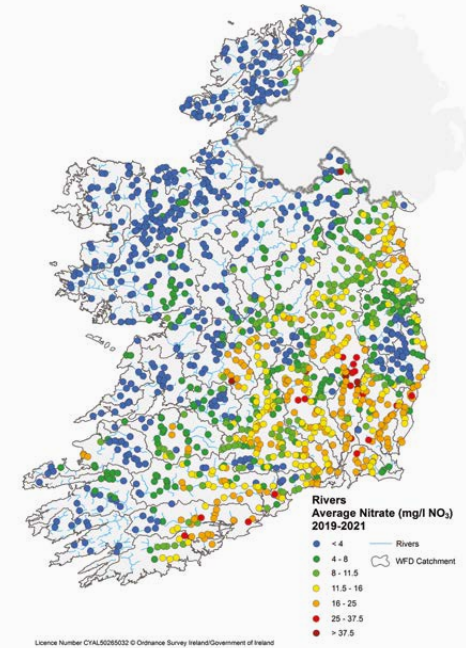 Rivers
Average Nitrate (mg/l NO₃)
2019-2021
< 4
4 - 8
8 - 11.5
11.5 - 16
16 - 25
25 - 37.5
> 37.5
Rivers
WFD Catchment
Licence Number CYAL50265032 © Ordnance Survey Ireland/Government of Ireland